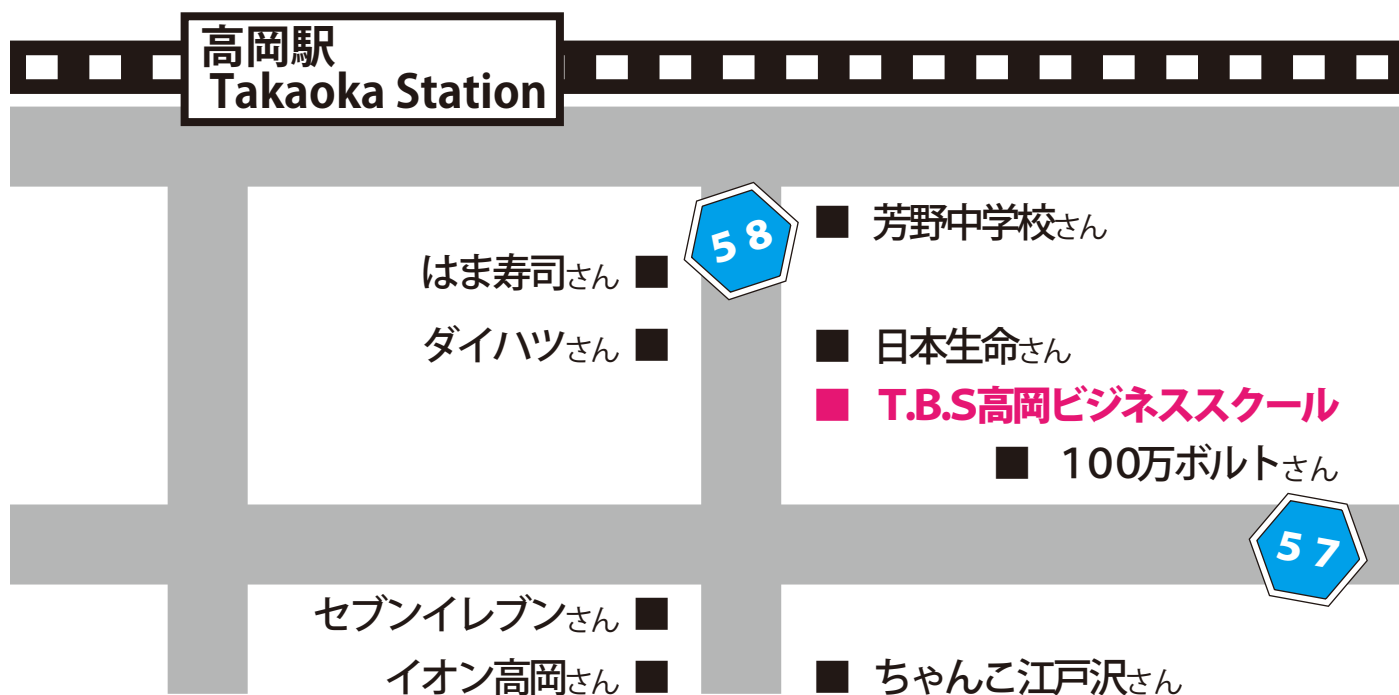 高岡駅
Takaoka Station
58
芳野中学校さん
はま寿司さん
ダイハツさん
日本生命さん
T.B.S高岡ビジネススクール
100万ボルトさん
57
セブンイレブンさん
イオン高岡さん
ちゃんこ江戸沢さん